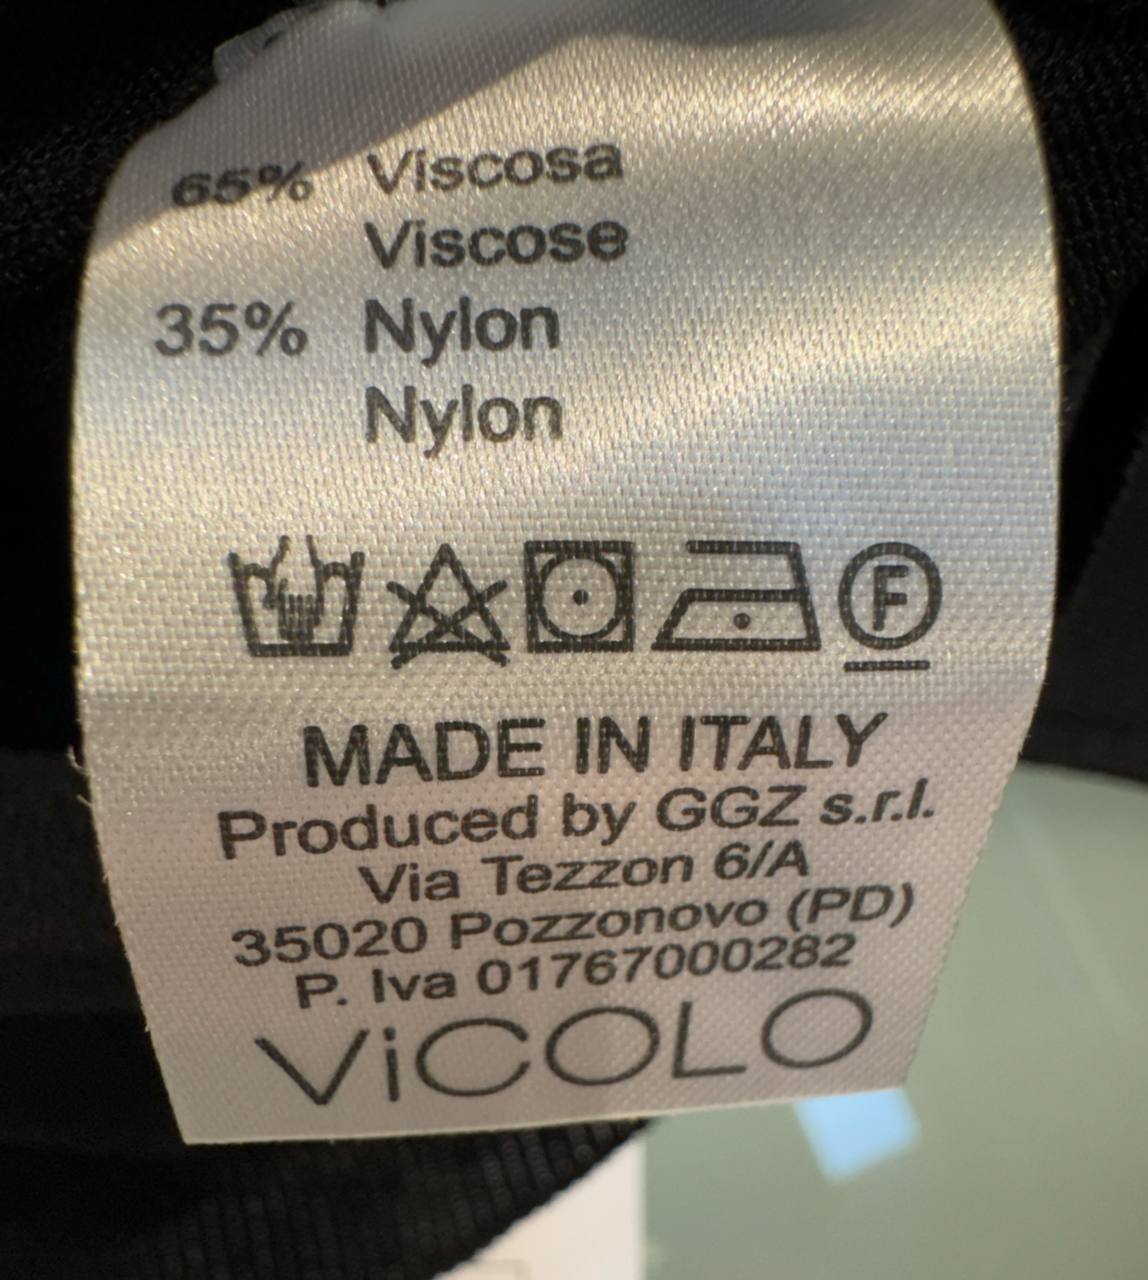 65% Viscosa
Viscose
35% Nylon
Nylon
F
MADE IN ITALY
Produced by GGZ s.r.l.
Via Tezzon 6/A
35020 Pozzonovo (PD)
P. Iva 01767000282
ViCOLO